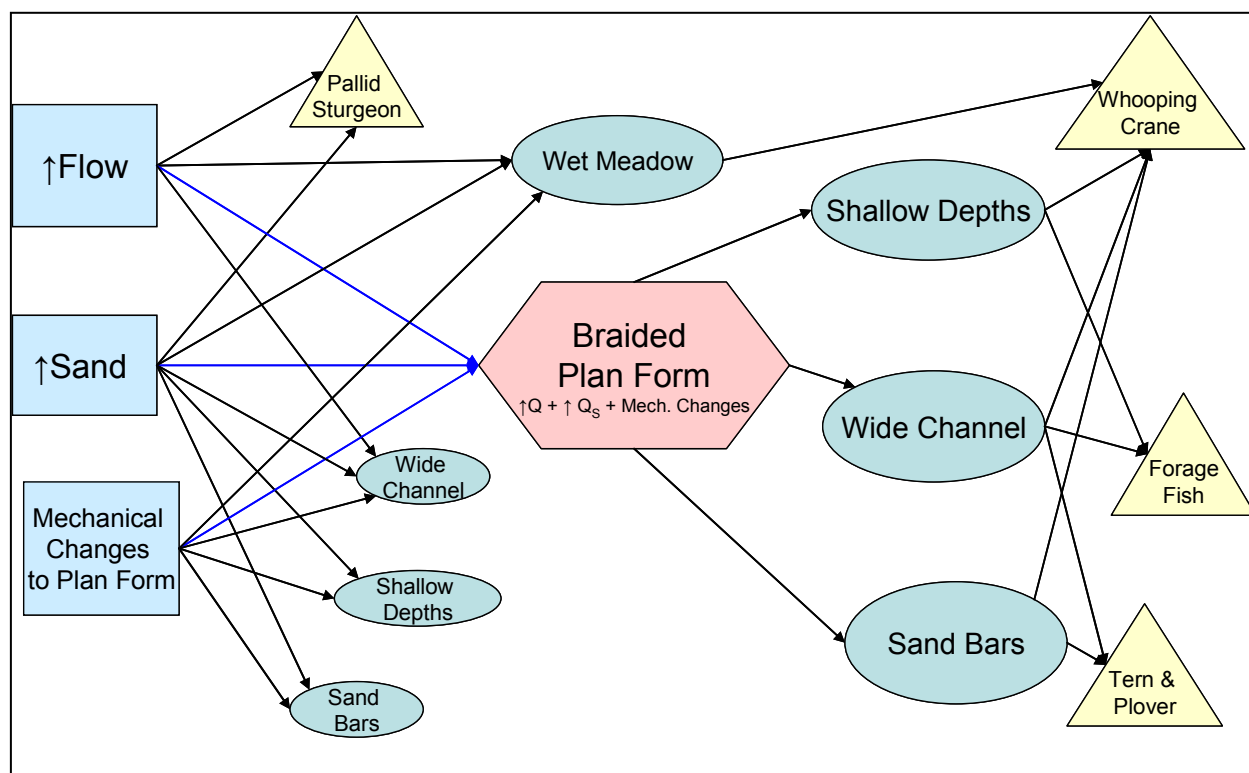 Pallid
Sturgeon
Whooping
Crane
↑Flow
Wet Meadow
Shallow Depths
↑Sand
Braided
Plan Form
↑Q + ↑ Qₛ + Mech. Changes
Wide Channel
Wide
Channel
Forage
Fish
Mechanical
Changes
to Plan Form
Shallow
Depths
Sand Bars
Tern &
Plover
Sand
Bars